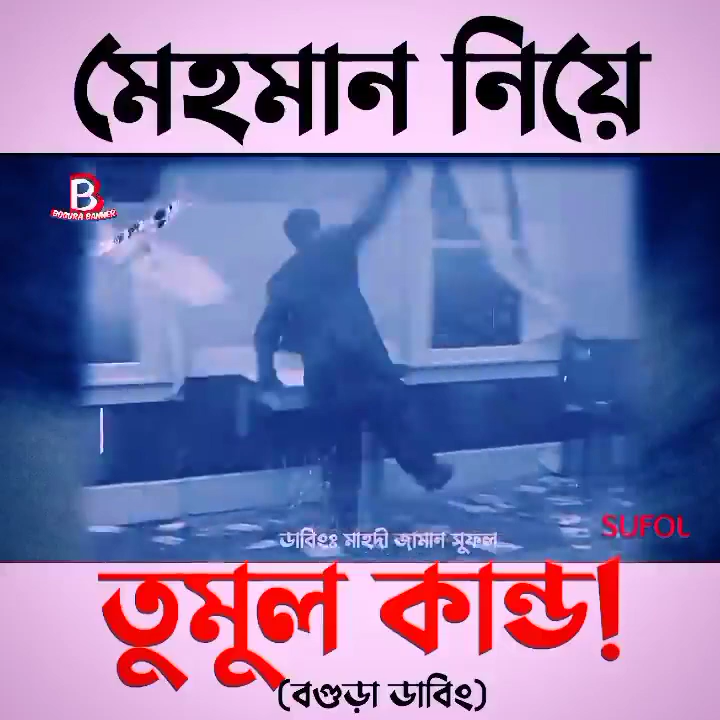 মেহমান নিয়ে
B
BOGURA BANNER
SUFOL
ডাবিংঃ মাহদী জামান সুফল
তুমুল কান্ড!
(বগুড়া ডাবিং)